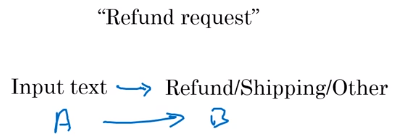 “Refund request”
Input text → Refund/Shipping/Other
A → B